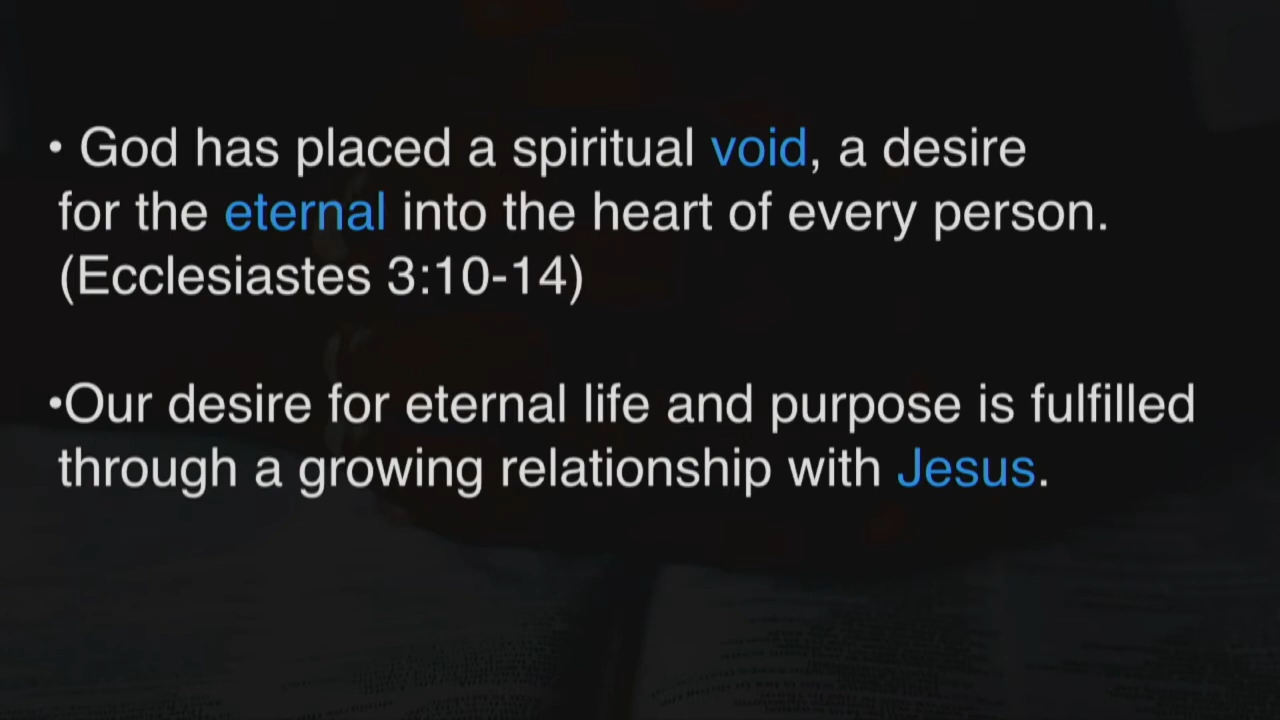 • God has placed a spiritual void, a desire
for the eternal into the heart of every person.
(Ecclesiastes 3:10-14)
•Our desire for eternal life and purpose is fulfilled
through a growing relationship with Jesus.